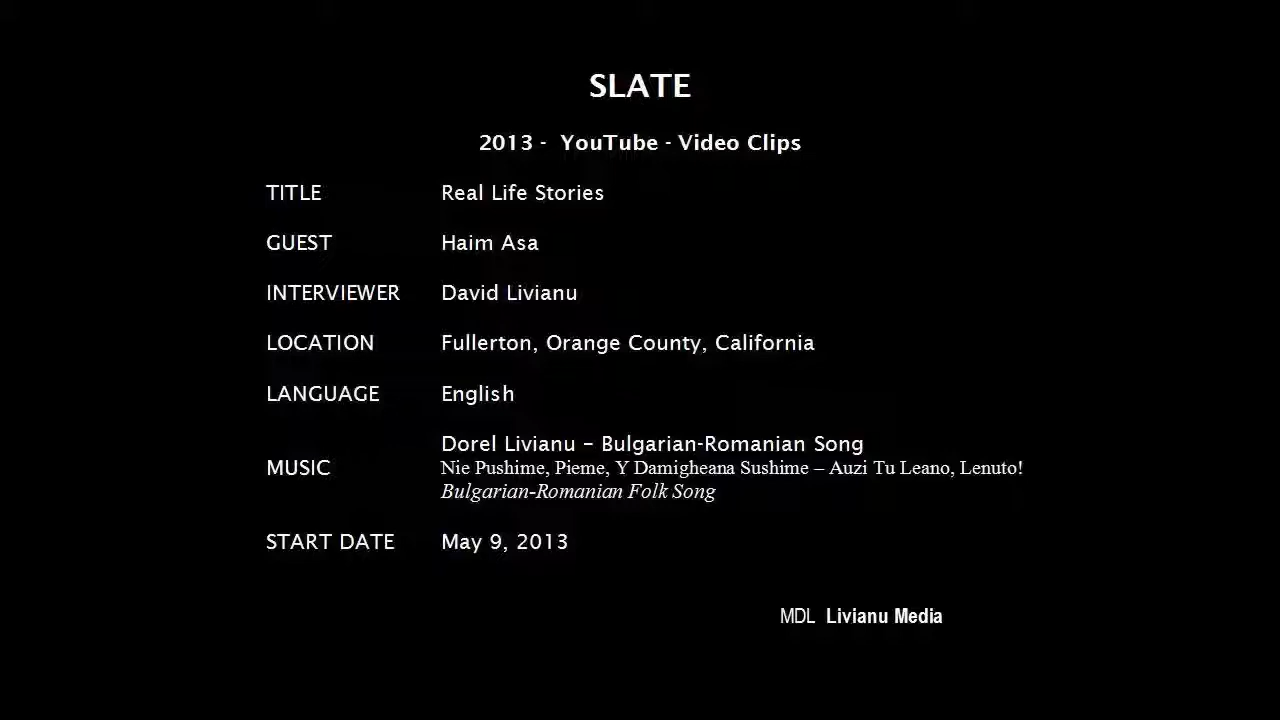 SLATE
2013 - YouTube - Video Clips
TITLE Real Life Stories
GUEST Haim Asa
INTERVIEWER David Livianu
LOCATION Fullerton, Orange County, California
LANGUAGE English
MUSIC Dorel Livianu – Bulgarian-Romanian Song
Nie Pushime, Pieme, Y Damigheana Sushime – Auzi Tu Leano, Lenuto!
Bulgarian-Romanian Folk Song
START DATE May 9, 2013
MDL Livianu Media